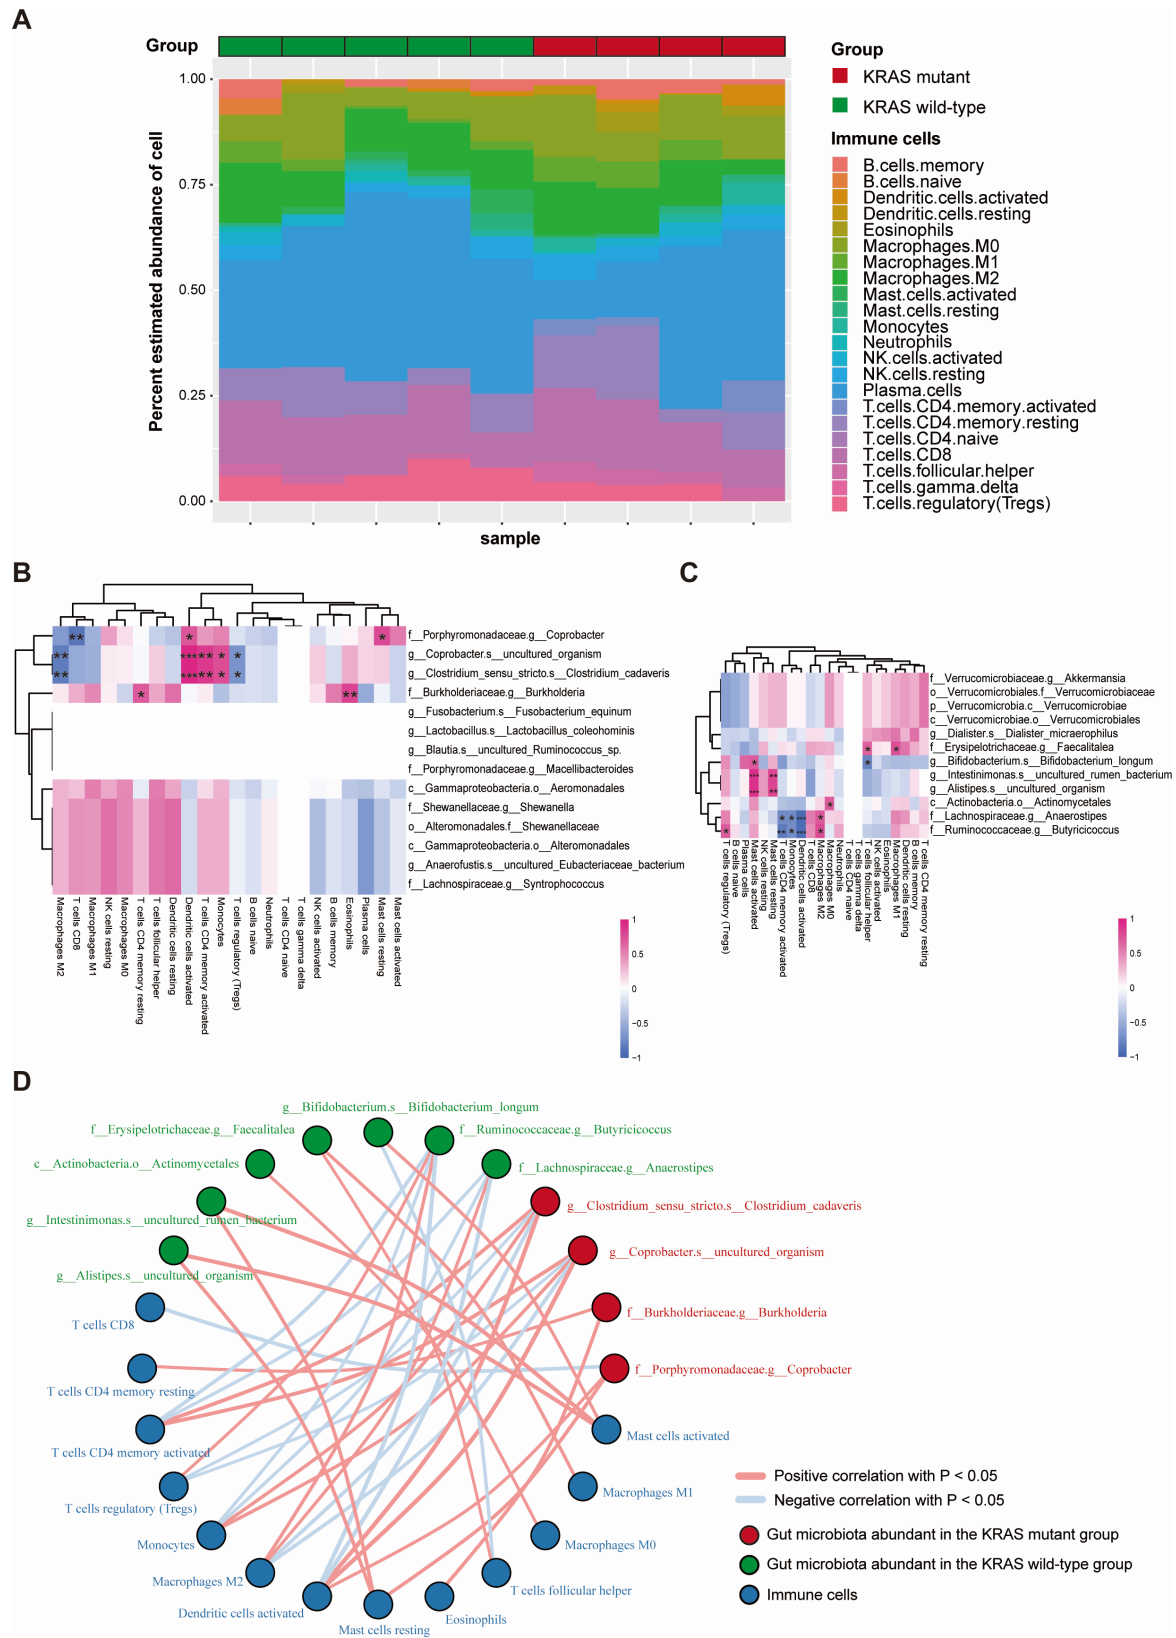 A
Group
1.00
0.75
0.50
0.25
0.00
Percent estimated abundance of cell
sample
Group
KRAS mutant
KRAS wild-type
Immune cells
B.cells.memory
B.cells.naive
Dendritic.cells.activated
Dendritic.cells.resting
Eosinophils
Macrophages.M0
Macrophages.M1
Macrophages.M2
Mast.cells.activated
Mast.cells.resting
Monocytes
Neutrophils
NK.cells.activated
NK.cells.resting
Plasma.cells
T.cells.CD4.memory.activated
T.cells.CD4.memory.resting
T.cells.CD4.naive
T.cells.CD8
T.cells.follicular.helper
T.cells.gamma.delta
T.cells.regulatory(Tregs)
B
f__Porphyromonadaceae.g__Coprobacter
g__Coprobacter.s__uncultured_organism
g__Clostridium_sensu_stricto.s__Clostridium_cadaveris
f__Burkholderiaceae.g__Burkholderia
g__Fusobacterium.s__Fusobacterium_equinum
g__Lactobacillus.s__Lactobacillus_coleohominis
g__Blautia.s__uncultured_Ruminococcus_sp.
f__Porphyromonadaceae.g__Macellibacteroides
c__Gammaproteobacteria.o__Aeromonadales
f__Shewanellaceae.g__Shewanella
o__Alteromonadales.f__Shewanellaceae
c__Gammaproteobacteria.o__Alteromonadales
g__Anaerofustis.s__uncultured_Eubacteriaceae_bacterium
f__Lachnospiraceae.g__Syntrophococcus
Macrophages M2
T cells CD8
Macrophages M1
NK cells resting
Macrophages M0
T cells CD4 memory resting
T cells follicular helper
Dendritic cells resting
Dendritic cells activated
T cells CD4 memory activated
Monocytes
T cells regulatory (Tregs)
B cells naive
Neutrophils
T cells CD4 naive
T cells gamma delta
NK cells activated
B cells memory
Eosinophils
Plasma cells
Mast cells resting
Mast cells activated
1
0.5
0
−0.5
−1
C
f__Verrucomicrobiaceae.g__Akkermansia
o__Verrucomicrobiales.f__Verrucomicrobiaceae
p__Verrucomicrobia.c__Verrucomicrobiae
c__Verrucomicrobiae.o__Verrucomicrobiales
g__Dialister.s__Dialister_micraerophilus
f__Erysipelotrichaceae.g__Faecalitalea
g__Bifidobacterium.s__Bifidobacterium_longum
g__Intestinimonas.s__uncultured_rumen_bacterium
g__Alistipes.s__uncultured_organism
c__Actinobacteria.o__Actinomycetales
f__Lachnospiraceae.g__Anaerostipes
f__Ruminococcaceae.g__Butyricicoccus
T cells regulatory (Tregs)
B cells naive
Plasma cells
Mast cells activated
NK cells resting
Mast cells resting
T cells CD4 memory activated
Monocytes
Dendritic cells activated
T cells CD8
Macrophages M2
Macrophages M0
Neutrophils
T cells CD4 naive
T cells gamma delta
T cells follicular helper
NK cells activated
Eosinophils
Macrophages M1
Dendritic cells resting
B cells memory
T cells CD4 memory resting
1
0.5
0
−0.5
−1
D
g__Bifidobacterium.s__Bifidobacterium_longum
f__Erysipelotrichaceae.g__Faecalitalea
f__Ruminococcaceae.g__Butyricicoccus
c__Actinobacteria.o__Actinomycetales
f__Lachnospiraceae.g__Anaerostipes
g__Clostridium_sensu_stricto.s__Clostridium_cadaveris
g__Intestinimonas.s__uncultured_rumen_bacterium
g__Coprobacter.s__uncultured_organism
g__Alistipes.s__uncultured_organism
f__Burkholderiaceae.g__Burkholderia
T cells CD8
f__Porphyromonadaceae.g__Coprobacter
T cells CD4 memory resting
Mast cells activated
T cells CD4 memory activated
Macrophages M1
T cells regulatory (Tregs)
Macrophages M0
Monocytes
T cells follicular helper
Macrophages M2
Eosinophils
Dendritic cells activated
Mast cells resting
Positive correlation with P < 0.05
Negative correlation with P < 0.05
Gut microbiota abundant in the KRAS mutant group
Gut microbiota abundant in the KRAS wild-type group
Immune cells